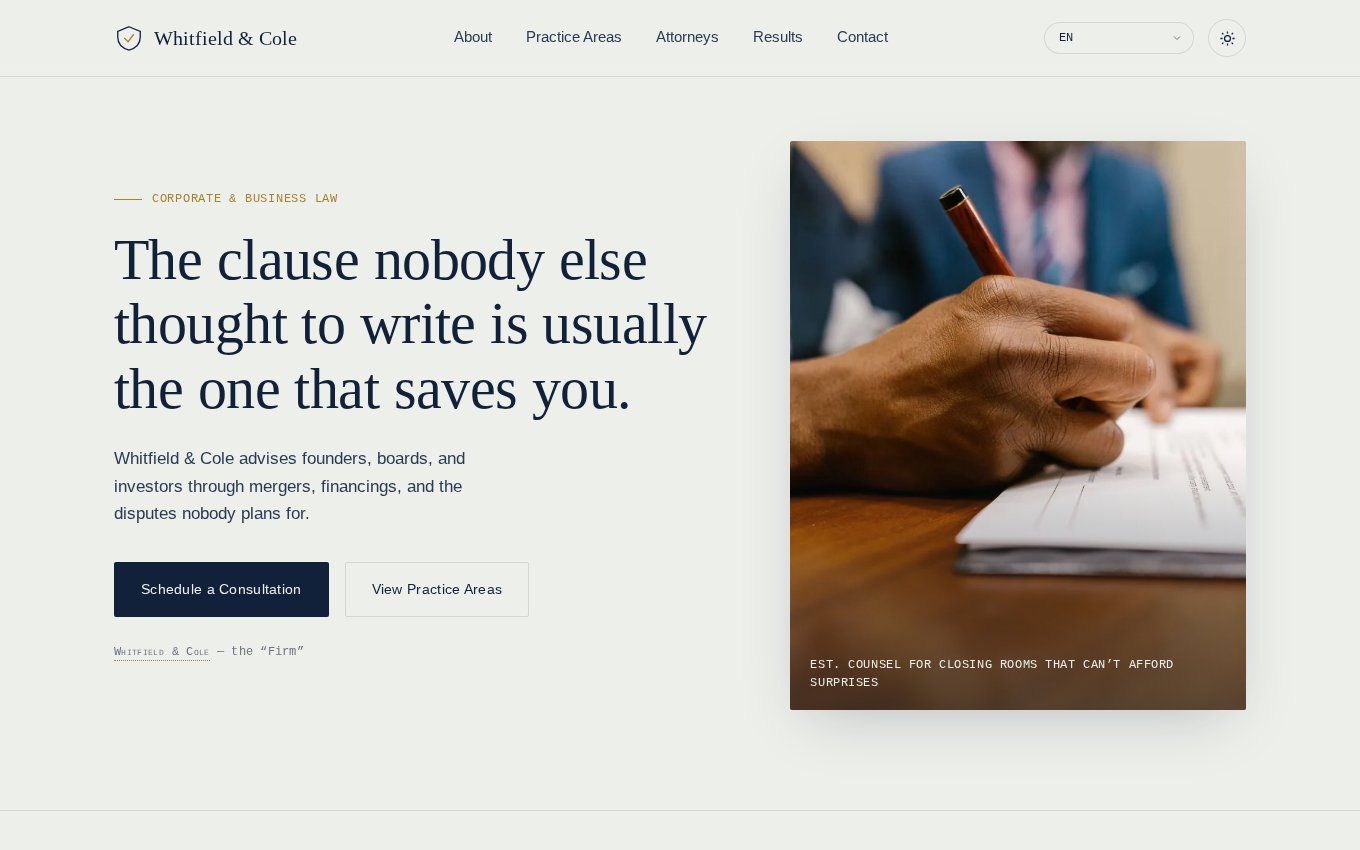 Whitfield & Cole
About
Practice Areas
Attorneys
Results
Contact
EN
CORPORATE & BUSINESS LAW
The clause nobody else
thought to write is usually
the one that saves you.
Whitfield & Cole advises founders, boards, and
investors through mergers, financings, and the
disputes nobody plans for.
Schedule a Consultation
View Practice Areas
Whitfield & Cole — the “Firm”
EST. COUNSEL FOR CLOSING ROOMS THAT CAN’T AFFORD
SURPRISES